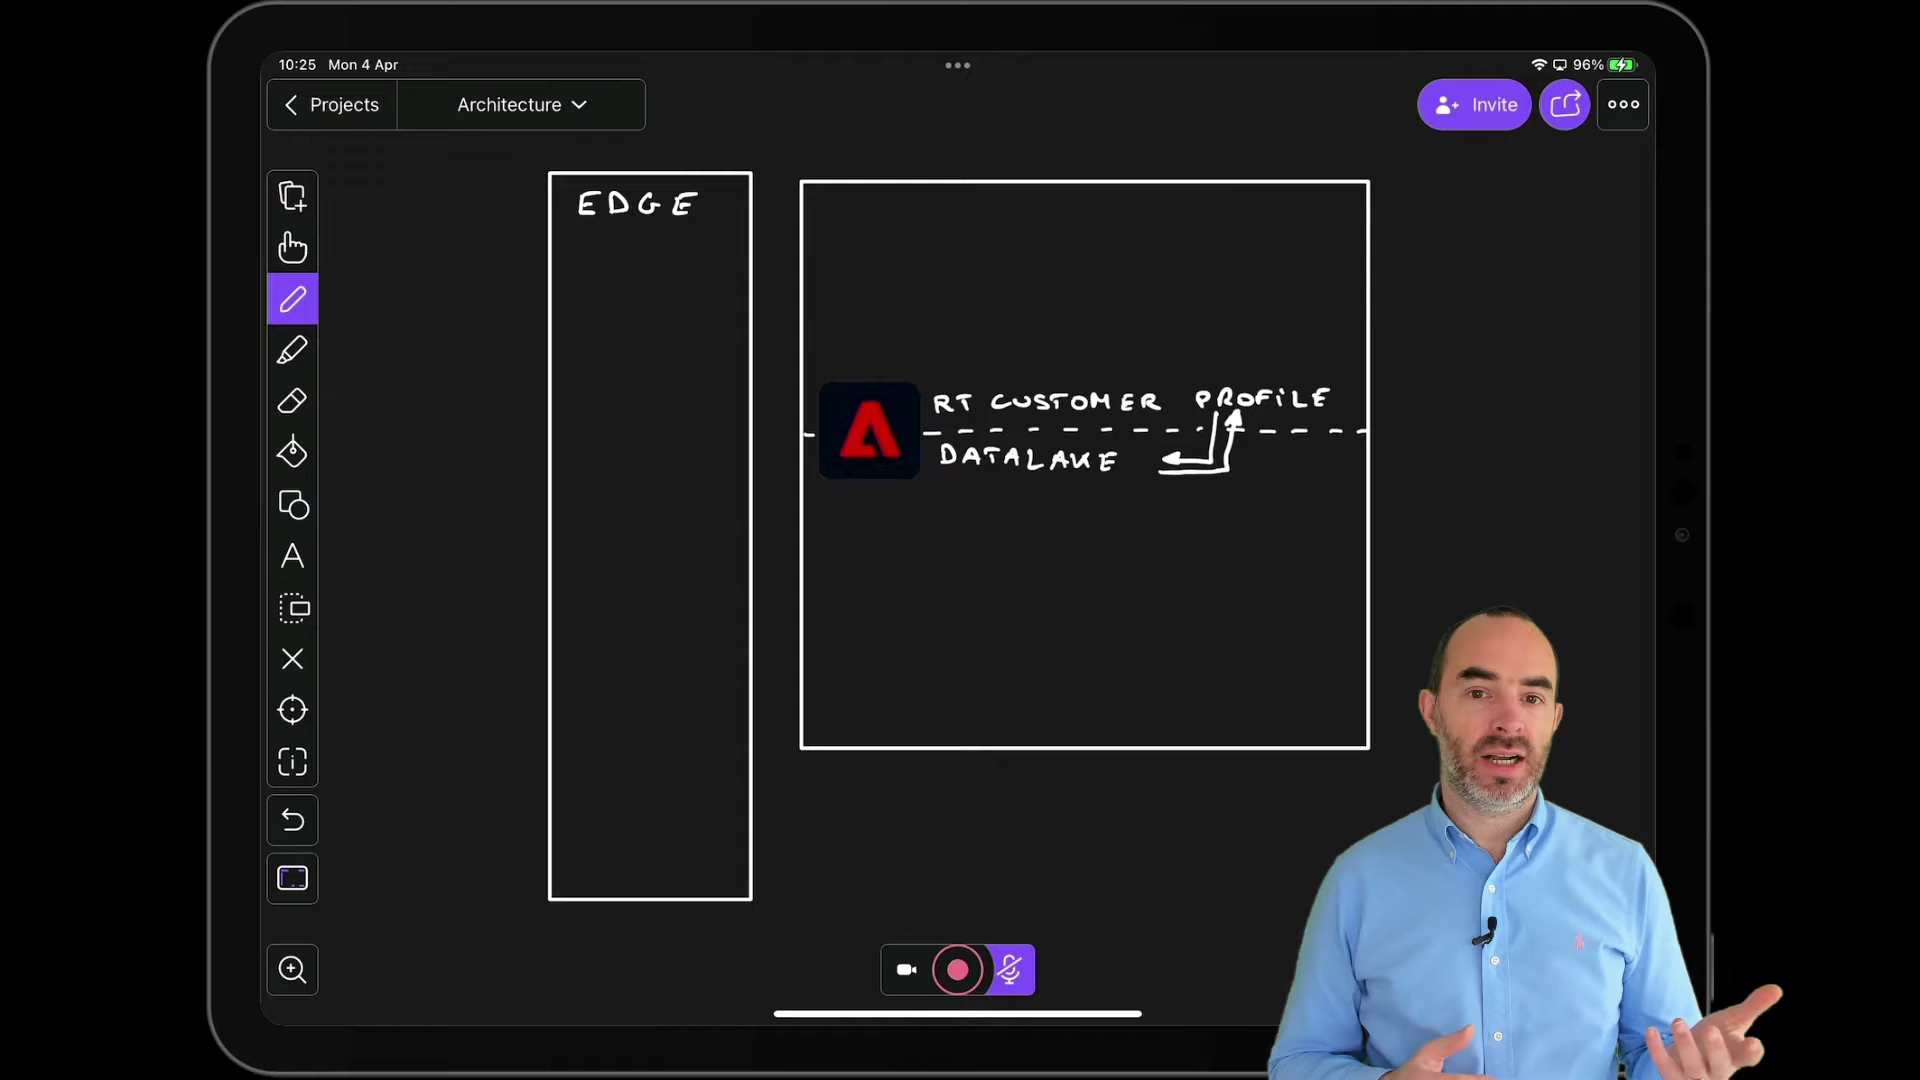 10:25 Mon 4 Apr
96%
Projects
Architecture
Invite
EDGE
RT CUSTOMER PROFILE
DATALAKE
A